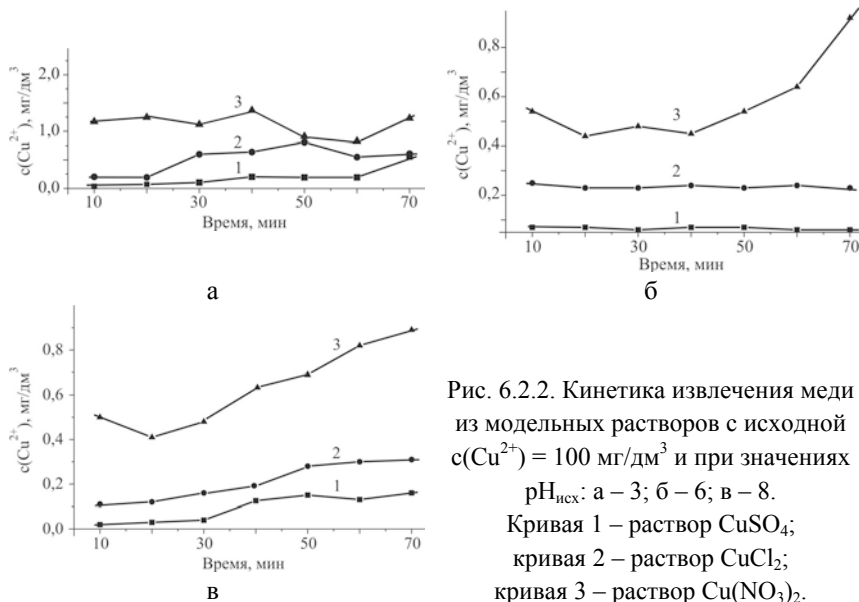 c(Cu²⁺), мг/дм³
2,0
1,0
0,0
3
2
1
10 30 50 70
Время, мин
а
c(Cu²⁺), мг/дм³
0,8
0,6
0,4
0,2
3
2
1
10 30 50 70
Время, мин
б
c(Cu²⁺), мг/дм³
0,8
0,6
0,4
0,2
0,0
3
2
1
10 30 50 70
Время, мин
в
Рис. 6.2.2. Кинетика извлечения меди
из модельных растворов с исходной
c(Cu²⁺) = 100 мг/дм³ и при значениях
pHисх: а – 3; б – 6; в – 8.
Кривая 1 – раствор CuSO₄;
кривая 2 – раствор CuCl₂;
кривая 3 – раствор Cu(NO₃)₂.